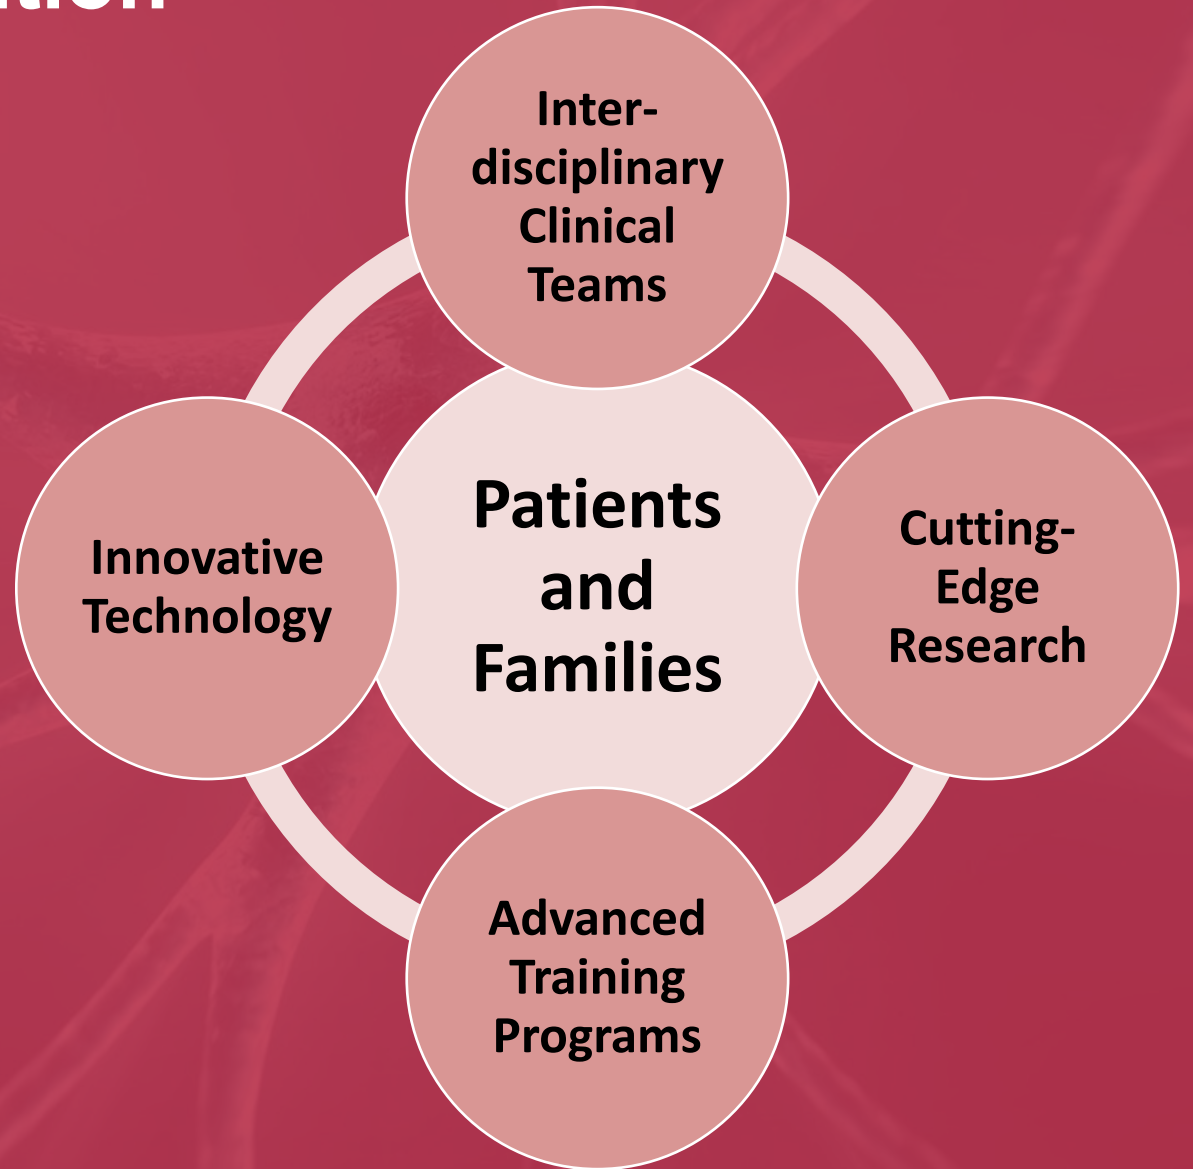 Inter-
disciplinary
Clinical
Teams
Innovative
Technology
Patients
and
Families
Cutting-
Edge
Research
Advanced
Training
Programs